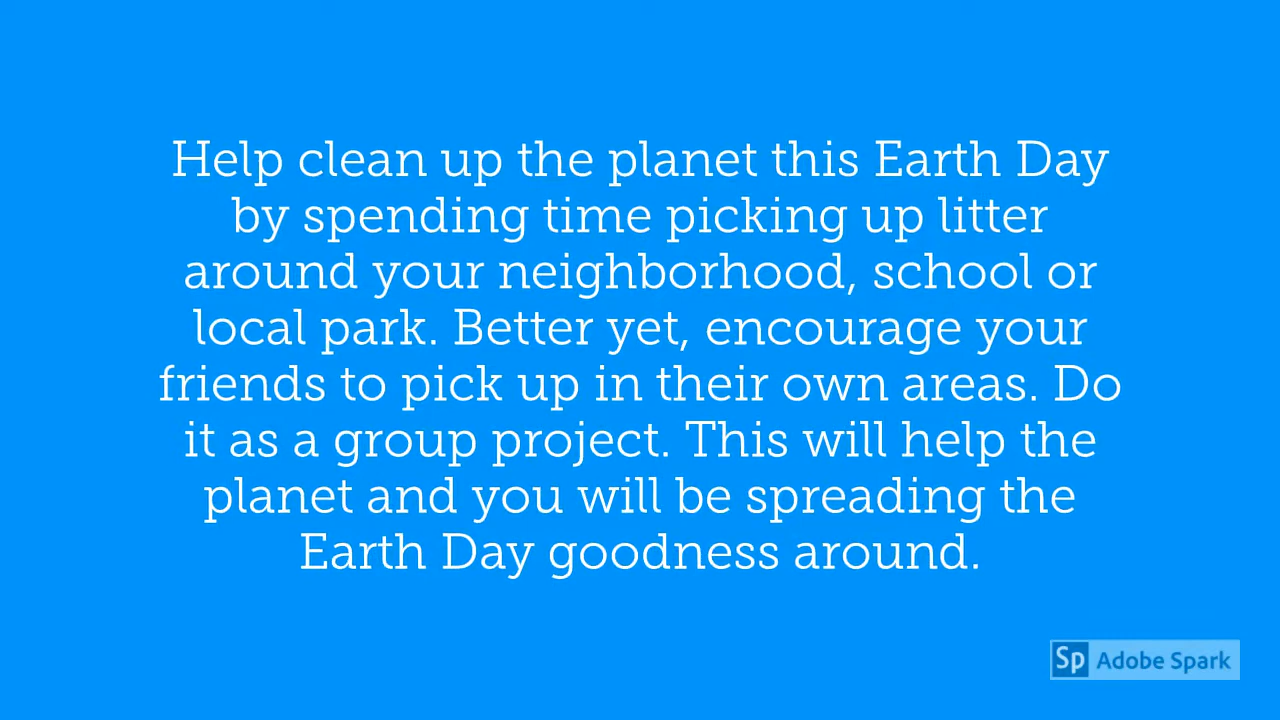 Help clean up the planet this Earth Day
by spending time picking up litter
around your neighborhood, school or
local park. Better yet, encourage your
friends to pick up in their own areas. Do
it as a group project. This will help the
planet and you will be spreading the
Earth Day goodness around.
Sp Adobe Spark